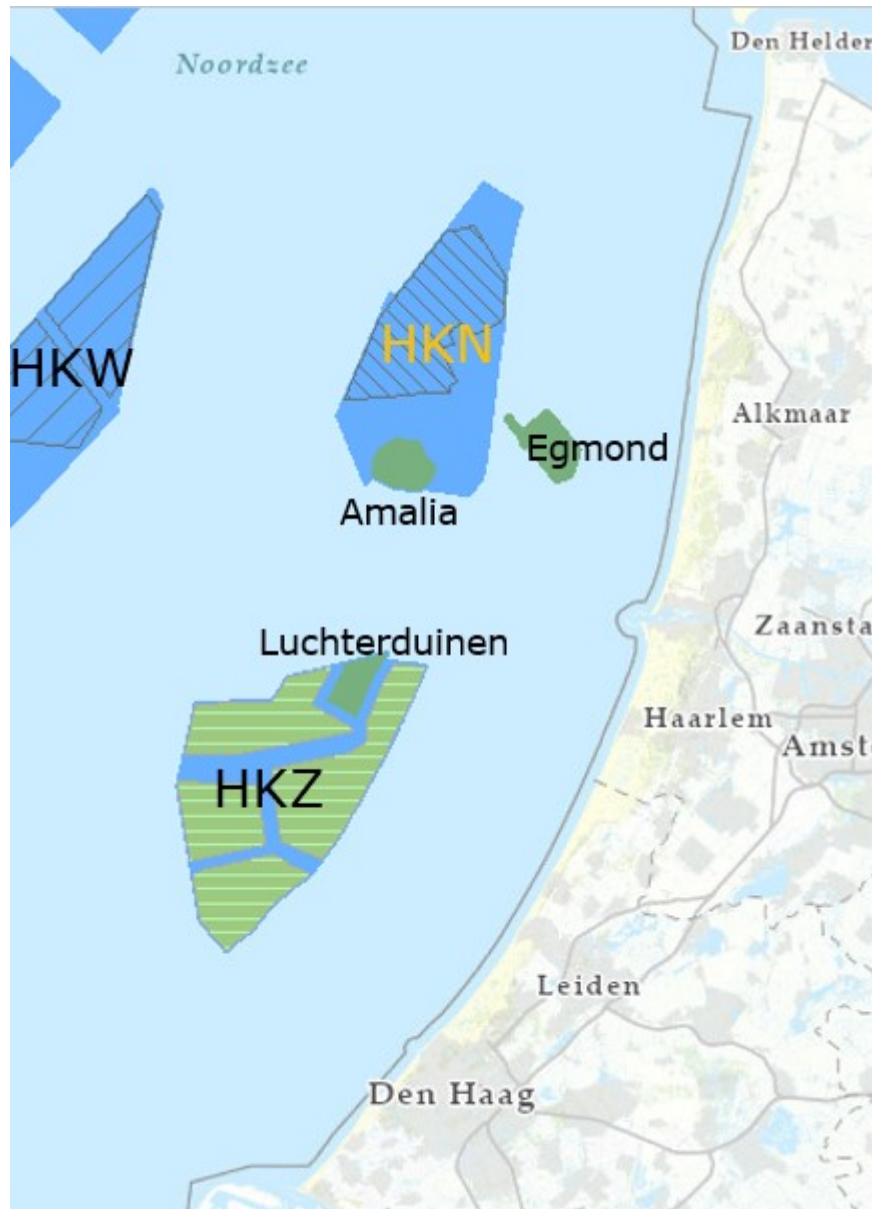 Noordzee
Den Helder
HKN
HKW
Alkmaar
Egmond
Amalia
Luchterduinen
Zaansta
Haarlem
Amst
HKZ
Leiden
Den Haag